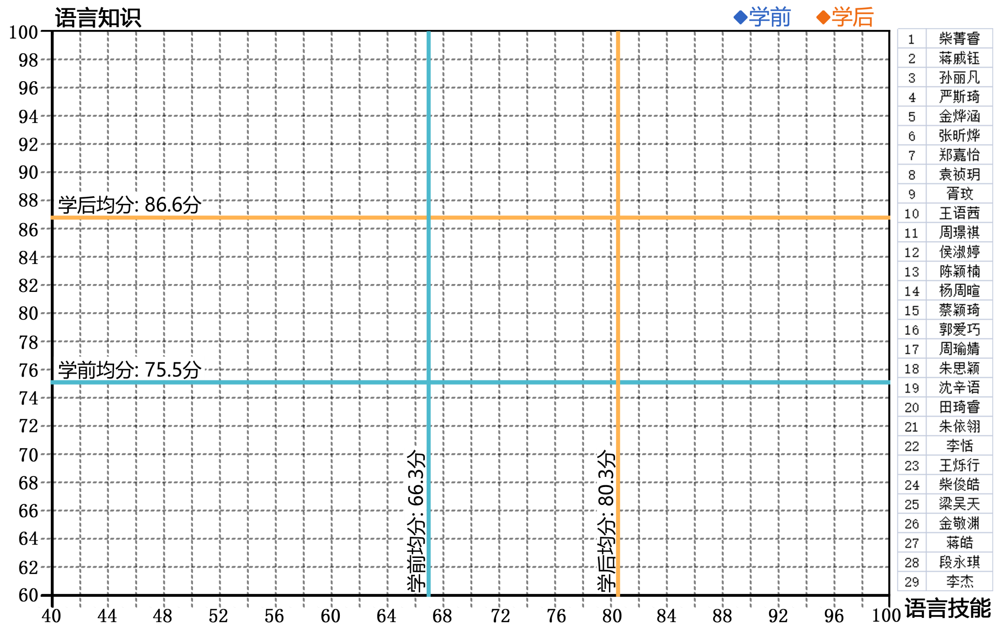 语言知识
◆学前 ◆学后
100
98
96
94
92
90
88
86
84
82
80
78
76
74
72
70
68
66
64
62
60
学后均分: 86.6分
学前均分: 75.5分
学前均分: 66.3分
学后均分: 80.3分
40 44 48 52 56 60 64 68 72 76 80 84 88 92 96 100
语言技能
1 柴菁睿
2 蒋戚钰
3 孙丽凡
4 严斯琦
5 金烨涵
6 张昕烨
7 郑嘉怡
8 袁祯玥
9 胥玟
10 王语茜
11 周璟祺
12 侯淑婷
13 陈颖楠
14 杨周暄
15 蔡颖琦
16 郭爱巧
17 周瑜婧
18 朱思颖
19 沈辛语
20 田琦睿
21 朱依翎
22 李恬
23 王烁行
24 柴俊皓
25 梁吴天
26 金敬渊
27 蒋皓
28 段永琪
29 李杰